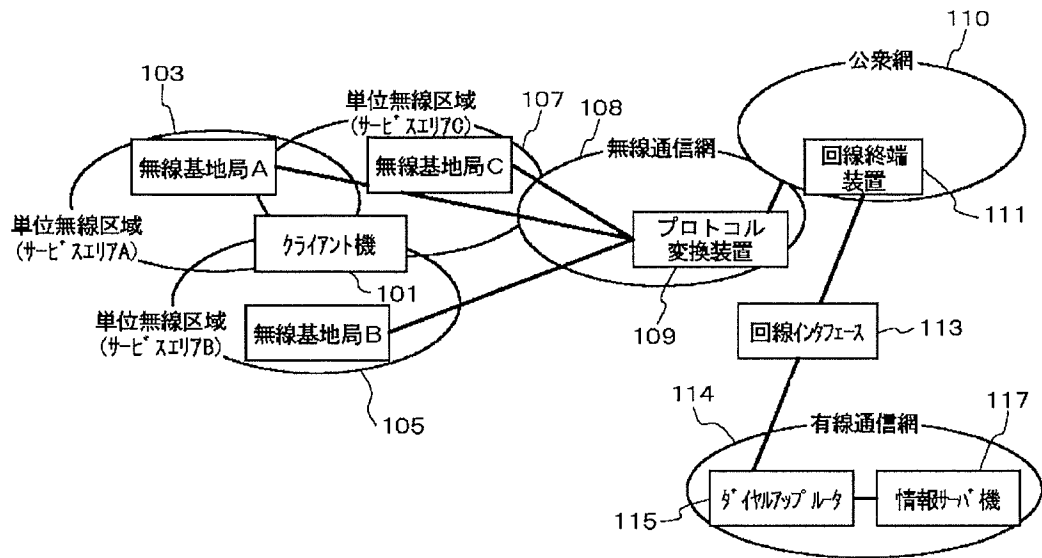 110
公衆網
103
単位無線区域
(サービスエリアC)
107
108
無線通信網
無線基地局A
無線基地局C
回線終端
装置
111
単位無線区域
(サービスエリアA)
クライアント機
プロトコル
変換装置
101
109
単位無線区域
(サービスエリアB)
無線基地局B
回線インタフェース
113
105
114
117
有線通信網
ダイヤルアップルータ
情報サーバ機
115